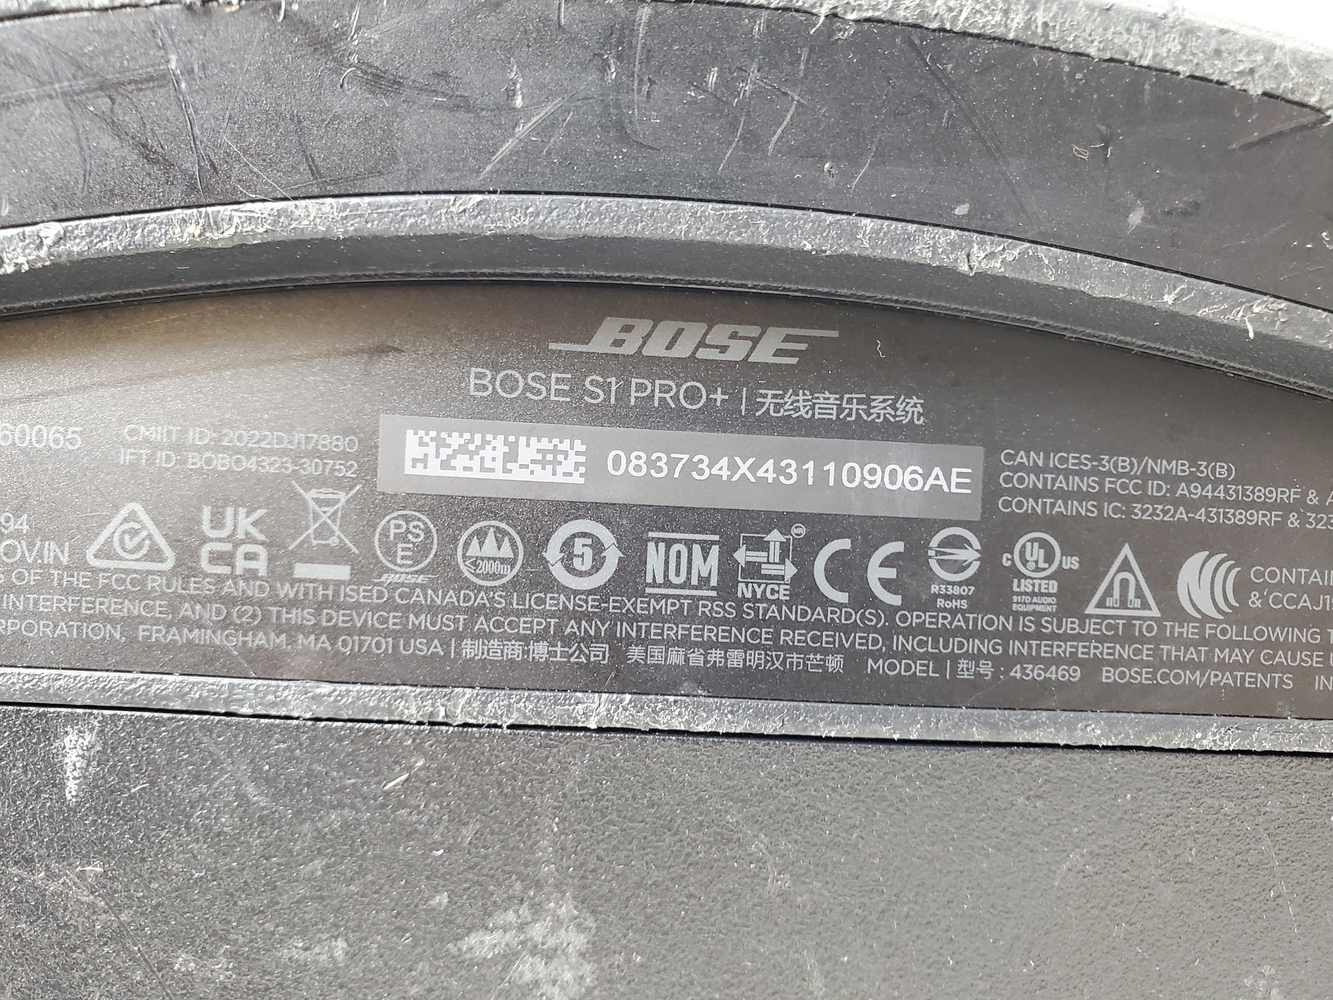 BOSE
BOSE S1 PRO+ | 无线音乐系统
60065
CMIIT ID: 2022DJ17880
IFT ID: BOBO4323-30752
083734X43110906AE
CAN ICES-3(B)/NMB-3(B)
CONTAINS FCC ID: A94431389RF & A
CONTAINS IC: 3232A-431389RF & 323
94
OV.IN
UK
CA
PS
E
BOSE
≤2000m
5
NOM
MR
NYCE
CE
R33807
RoHS
C UL US
LISTED
917D AUDIO
EQUIPMENT
CONTAI
&'CCAJ1
S OF THE FCC RULES AND WITH ISED CANADA'S LICENSE-EXEMPT RSS STANDARD(S). OPERATION IS SUBJECT TO THE FOLLOWING T
INTERFERENCE, AND (2) THIS DEVICE MUST ACCEPT ANY INTERFERENCE RECEIVED, INCLUDING INTERFERENCE THAT MAY CAUSE
RPORATION, FRAMINGHAM, MA 01701 USA | 制造商:博士公司 美国麻省弗雷明汉市芒顿 MODEL | 型号 : 436469 BOSE.COM/PATENTS IN